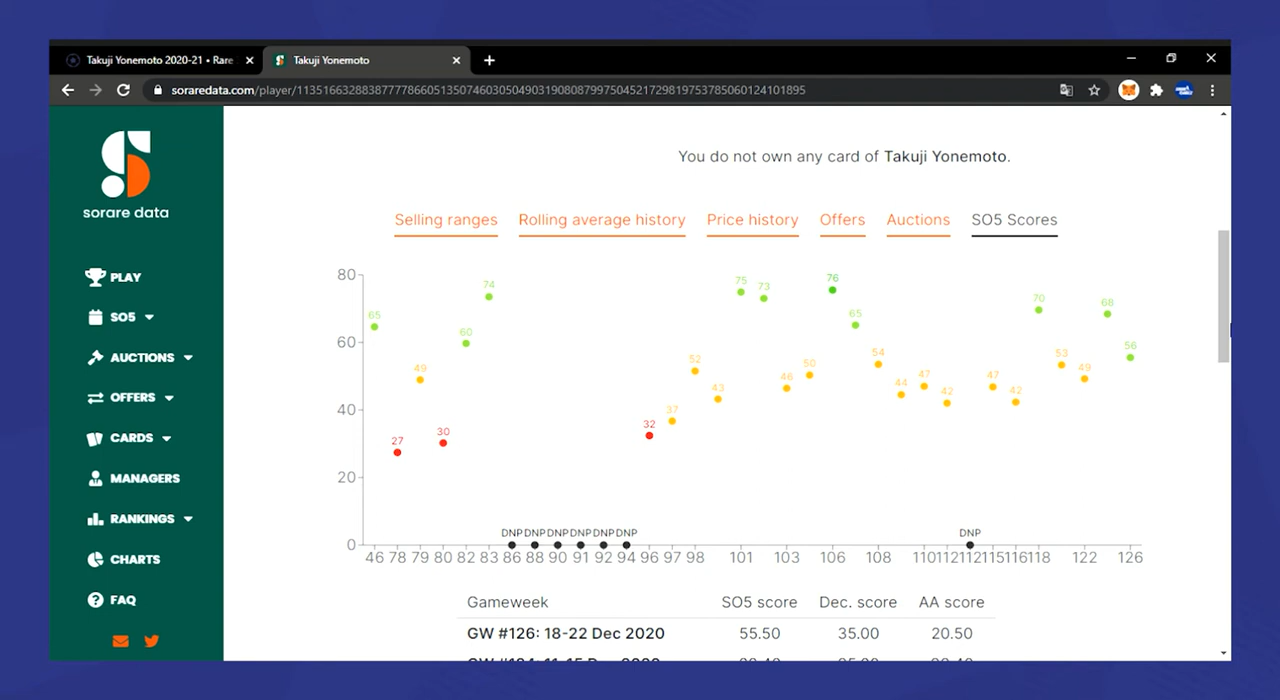 Takuji Yonemoto 2020-21 • Rare
Takuji Yonemoto
soraredata.com/player/113516632883877778660513507460305049031908087997504521729819753785060124101895
sorare data
PLAY
SO5
AUCTIONS
OFFERS
CARDS
MANAGERS
RANKINGS
CHARTS
FAQ
You do not own any card of Takuji Yonemoto.
Selling ranges Rolling average history Price history Offers Auctions SO5 Scores
80
60
40
20
0
65 27 49 30 60 74 32 37 52 43 75 73 46 50 76 65 54 44 47 42 47 42 70 53 49 68 56
DNP DNP DNP DNP DNP DNP DNP
46 78 79 80 82 83 86 88 90 91 92 94 96 97 98 101 103 106 108 110 112 112 115 116 118 122 126
Gameweek SO5 score Dec. score AA score
GW #126: 18-22 Dec 2020 55.50 35.00 20.50